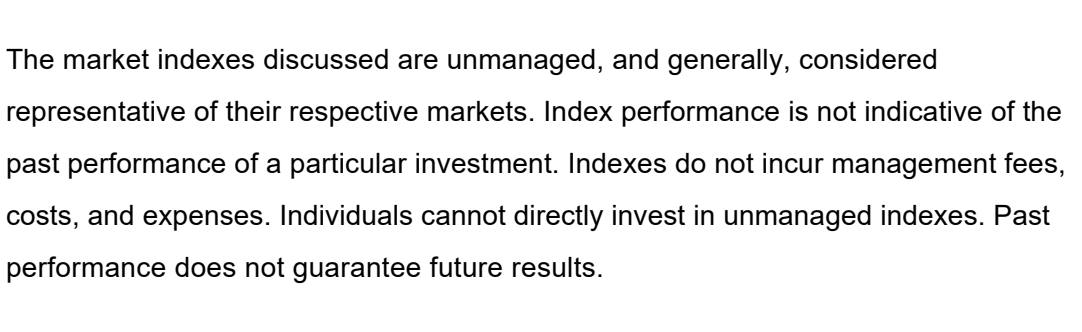 The market indexes discussed are unmanaged, and generally, considered
representative of their respective markets. Index performance is not indicative of the
past performance of a particular investment. Indexes do not incur management fees,
costs, and expenses. Individuals cannot directly invest in unmanaged indexes. Past
performance does not guarantee future results.